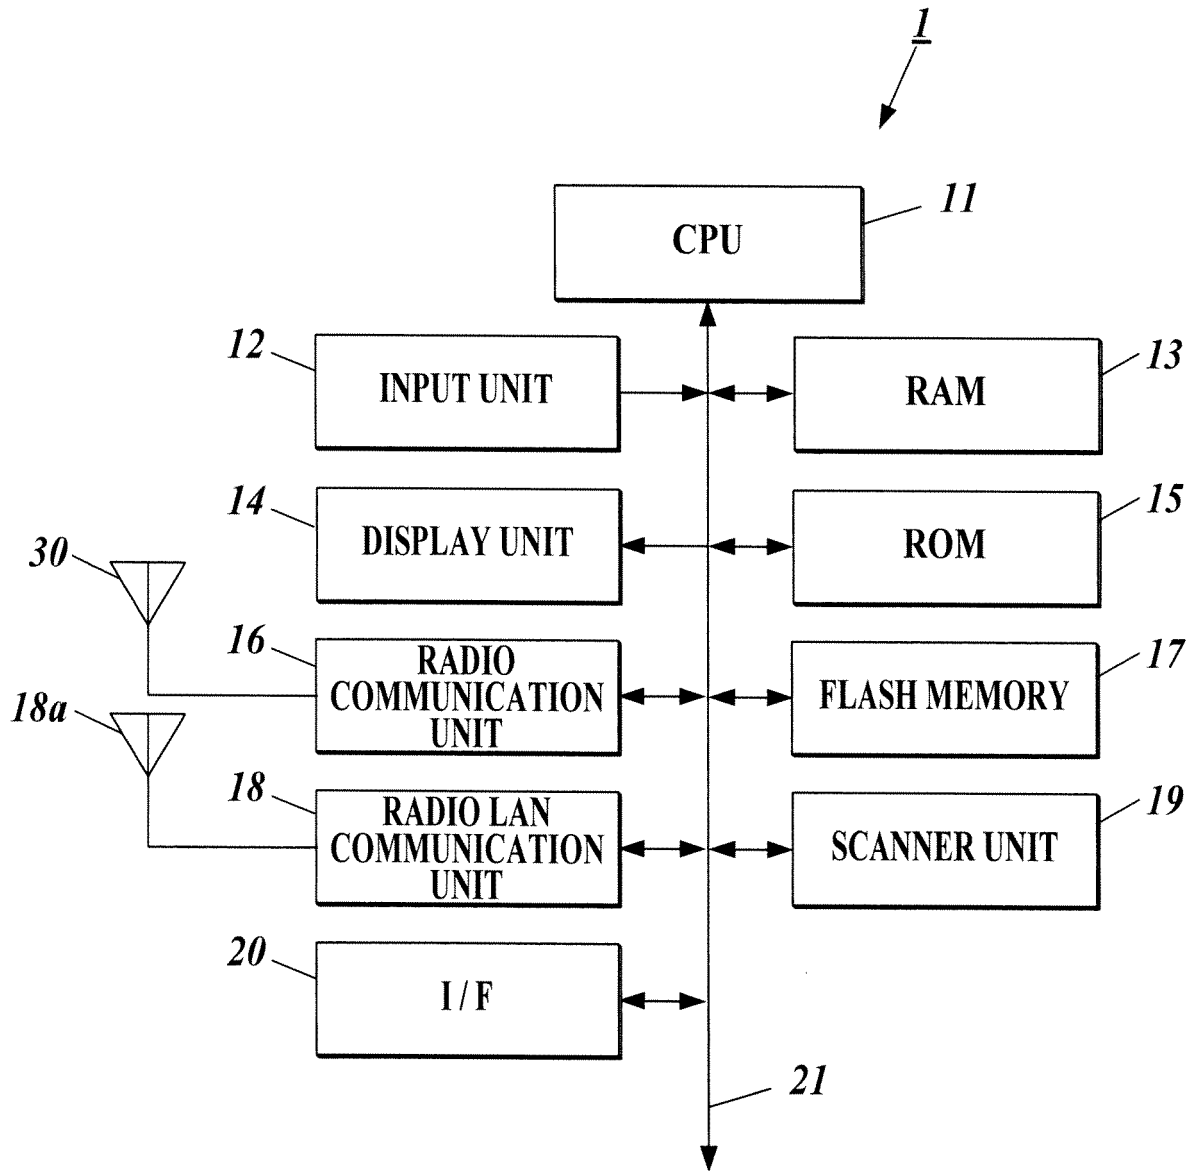 1
CPU
11
12
INPUT UNIT
RAM
13
14
DISPLAY UNIT
ROM
15
30
16
RADIO
COMMUNICATION
UNIT
FLASH MEMORY
17
18a
18
RADIO LAN
COMMUNICATION
UNIT
SCANNER UNIT
19
20
I / F
21